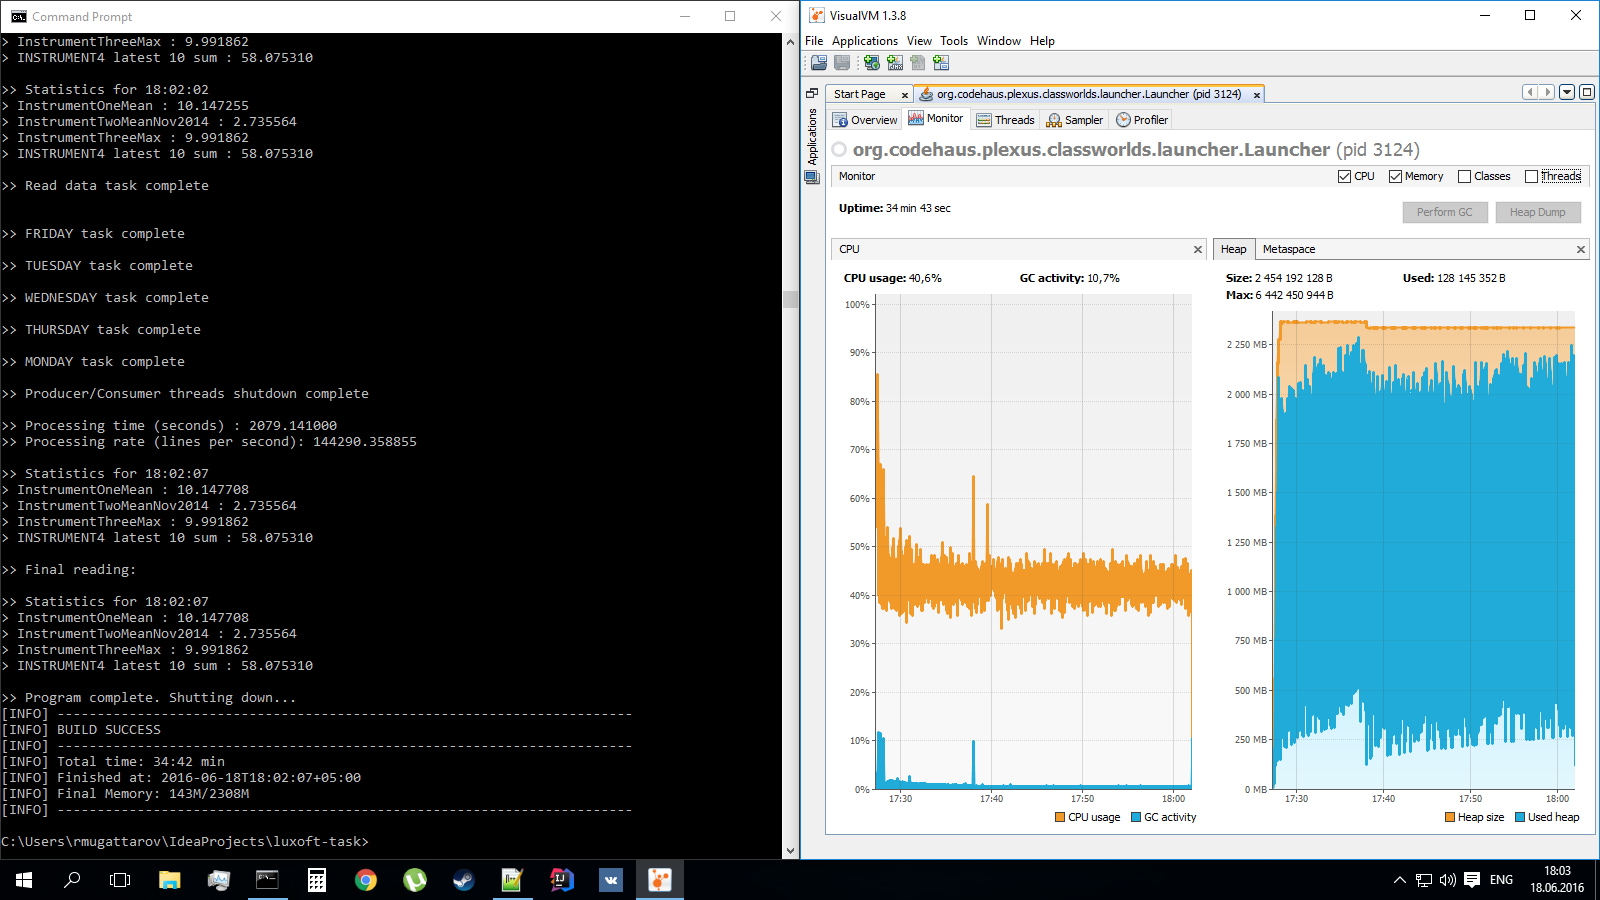 Command Prompt
> InstrumentThreeMax : 9.991862
> INSTRUMENT4 latest 10 sum : 58.075310
>> Statistics for 18:02:02
> InstrumentOneMean : 10.147255
> InstrumentTwoMeanNov2014 : 2.735564
> InstrumentThreeMax : 9.991862
> INSTRUMENT4 latest 10 sum : 58.075310
>> Read data task complete
>> FRIDAY task complete
>> TUESDAY task complete
>> WEDNESDAY task complete
>> THURSDAY task complete
>> MONDAY task complete
>> Producer/Consumer threads shutdown complete
>> Processing time (seconds) : 2079.141000
>> Processing rate (lines per second): 144290.358855
>> Statistics for 18:02:07
> InstrumentOneMean : 10.147708
> InstrumentTwoMeanNov2014 : 2.735564
> InstrumentThreeMax : 9.991862
> INSTRUMENT4 latest 10 sum : 58.075310
>> Final reading:
>> Statistics for 18:02:07
> InstrumentOneMean : 10.147708
> InstrumentTwoMeanNov2014 : 2.735564
> InstrumentThreeMax : 9.991862
> INSTRUMENT4 latest 10 sum : 58.075310
>> Program complete. Shutting down...
[INFO] ------------------------------------------------------------------------
[INFO] BUILD SUCCESS
[INFO] ------------------------------------------------------------------------
[INFO] Total time: 34:42 min
[INFO] Finished at: 2016-06-18T18:02:07+05:00
[INFO] Final Memory: 143M/2308M
[INFO] ------------------------------------------------------------------------
C:\Users\rmugattarov\IdeaProjects\luxoft-task>
VisualVM 1.3.8
File Applications View Tools Window Help
Applications
Start Page
org.codehaus.plexus.classworlds.launcher.Launcher (pid 3124)
Overview Monitor Threads Sampler Profiler
org.codehaus.plexus.classworlds.launcher.Launcher (pid 3124)
Monitor CPU Memory Classes Threads
Uptime: 34 min 43 sec
Perform GC Heap Dump
CPU
CPU usage: 40,6% GC activity: 10,7%
100%
90%
80%
70%
60%
50%
40%
30%
20%
10%
0%
17:30 17:40 17:50 18:00
CPU usage GC activity
Heap Metaspace
Size: 2 454 192 128 B Used: 128 145 352 B
Max: 6 442 450 944 B
2 250 MB
2 000 MB
1 750 MB
1 500 MB
1 250 MB
1 000 MB
750 MB
500 MB
250 MB
0 MB
17:30 17:40 17:50 18:00
Heap size Used heap
ENG
18:03
18.06.2016